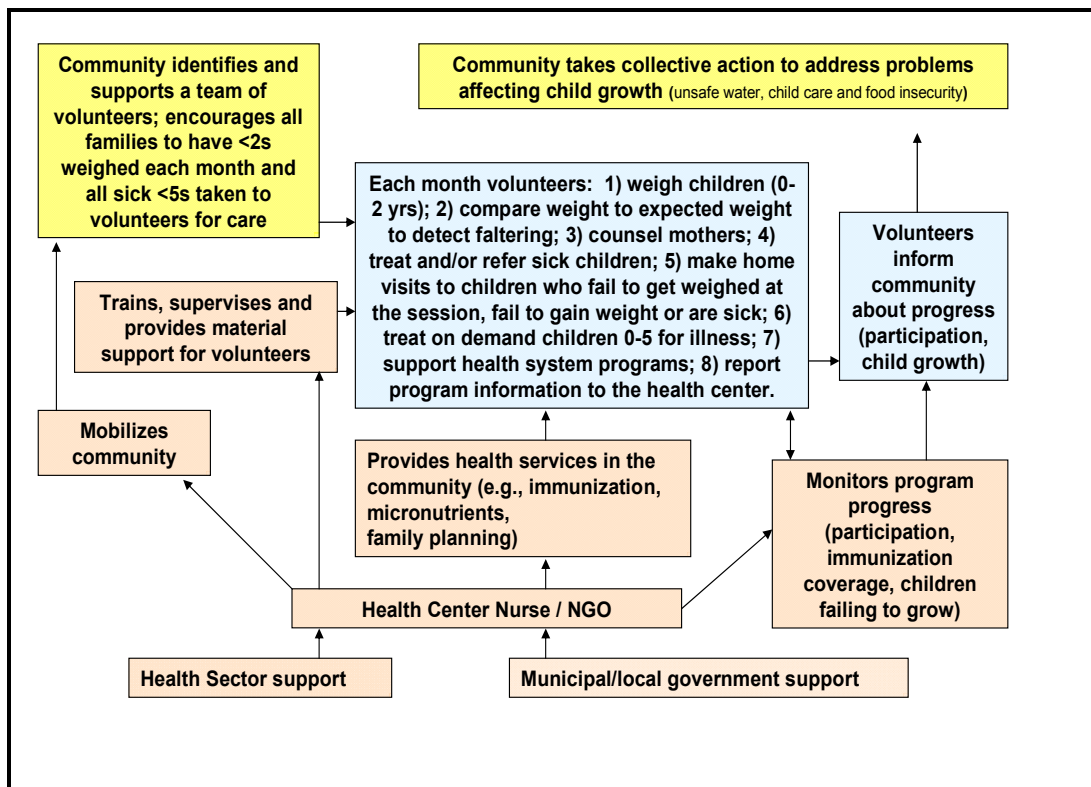 Community identifies and
supports a team of
volunteers; encourages all
families to have <2s
weighed each month and
all sick <5s taken to
volunteers for care
Community takes collective action to address problems
affecting child growth (unsafe water, child care and food insecurity)
Each month volunteers:  1) weigh children (0-
2 yrs); 2) compare weight to expected weight
to detect faltering; 3) counsel mothers; 4)
treat and/or refer sick children; 5) make home
visits to children who fail to get weighed at
the session, fail to gain weight or are sick; 6)
treat on demand children 0-5 for illness; 7)
support health system programs; 8) report
program information to the health center.
Volunteers
inform
community
about progress
(participation,
child growth)
Trains, supervises and
provides material
support for volunteers
Mobilizes
community
Provides health services in the
community (e.g., immunization,
micronutrients,
family planning)
Monitors program
progress
(participation,
immunization
coverage, children
failing to grow)
Health Center Nurse / NGO
Health Sector support
Municipal/local government support